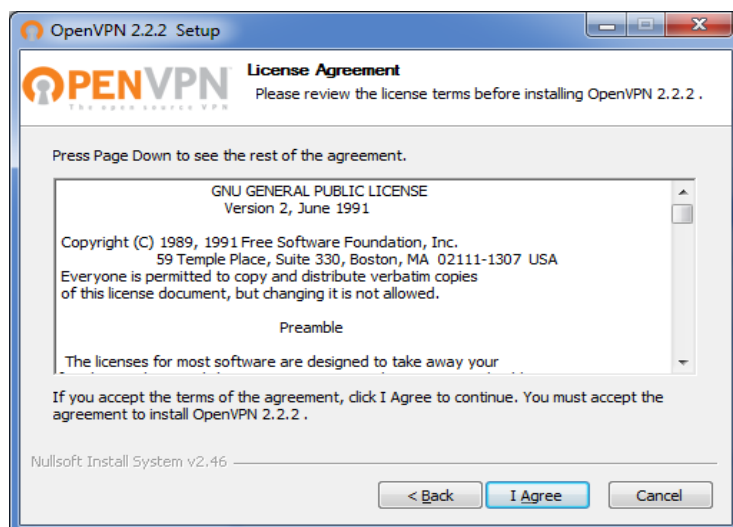 OpenVPN 2.2.2 Setup
OPENVPN
The open source VPN
License Agreement
Please review the license terms before installing OpenVPN 2.2.2 .
Press Page Down to see the rest of the agreement.
GNU GENERAL PUBLIC LICENSE
Version 2, June 1991
Copyright (C) 1989, 1991 Free Software Foundation, Inc.
59 Temple Place, Suite 330, Boston, MA 02111-1307 USA
Everyone is permitted to copy and distribute verbatim copies
of this license document, but changing it is not allowed.
Preamble
The licenses for most software are designed to take away your
If you accept the terms of the agreement, click I Agree to continue. You must accept the
agreement to install OpenVPN 2.2.2 .
Nullsoft Install System v2.46
< Back
I Agree
Cancel